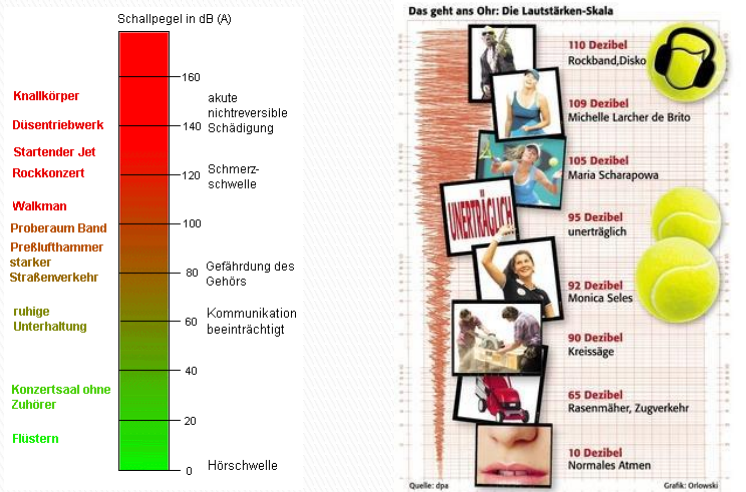 Schallpegel in dB (A)
160
140
120
100
80
60
40
20
0
Knallkörper
Düsentriebwerk
Startender Jet
Rockkonzert
Walkman
Proberaum Band
Preßlufthammer
starker
Straßenverkehr
ruhige
Unterhaltung
Konzertsaal ohne
Zuhörer
Flüstern
akute
nichtreversible
Schädigung
Schmerz-
schwelle
Gefährdung des
Gehörs
Kommunikation
beeinträchtigt
Hörschwelle
Das geht ans Ohr: Die Lautstärken-Skala
110 Dezibel
Rockband,Disko
109 Dezibel
Michelle Larcher de Brito
105 Dezibel
Maria Scharapowa
UNERTRÄGLICH
95 Dezibel
unerträglich
92 Dezibel
Monica Seles
90 Dezibel
Kreissäge
65 Dezibel
Rasenmäher, Zugverkehr
10 Dezibel
Normales Atmen
Quelle: dpa
Grafik: Orlowski